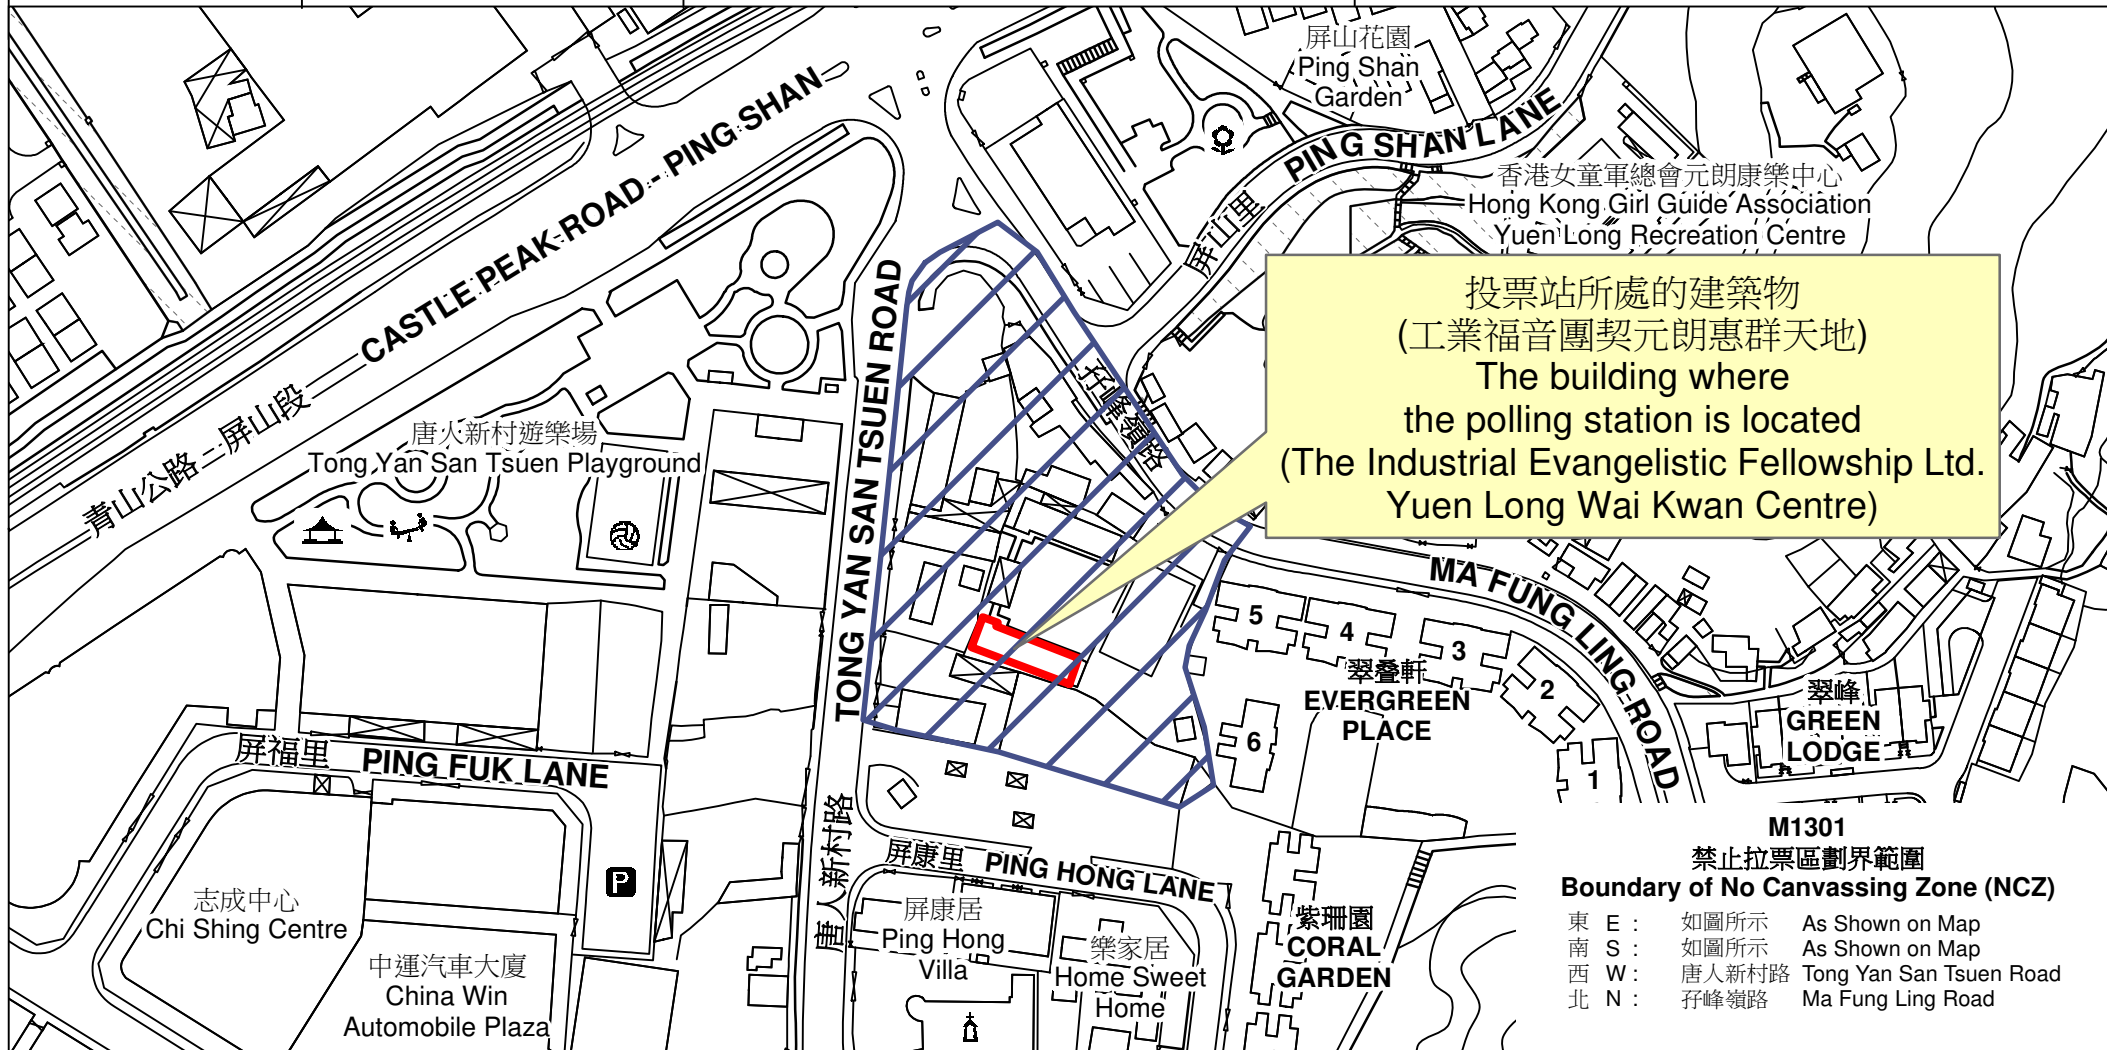 屏山花園
Ping Shan
Garden
PING SHAN LANE
屏山里
香港女童軍總會元朗康樂中心
Hong Kong Girl Guide Association
Yuen Long Recreation Centre
CASTLE PEAK ROAD - PING SHAN
青山公路 - 屏山段
投票站所處的建築物
(工業福音團契元朗惠群天地)
The building where
the polling station is located
(The Industrial Evangelistic Fellowship Ltd.
Yuen Long Wai Kwan Centre)
唐人新村遊樂場
Tong Yan San Tsuen Playground
TONG YAN SAN TSUEN ROAD
唐人新村路
孖峰嶺路
MA FUNG LING ROAD
5
4
3
2
1
6
翠疊軒
EVERGREEN
PLACE
翠峰
GREEN
LODGE
屏福里 PING FUK LANE
P
屏康里 PING HONG LANE
志成中心
Chi Shing Centre
中運汽車大廈
China Win
Automobile Plaza
屏康居
Ping Hong
Villa
樂家居
Home Sweet
Home
紫珊園
CORAL
GARDEN
M1301
禁止拉票區劃界範圍
Boundary of No Canvassing Zone (NCZ)
東 E : 如圖所示 As Shown on Map
南 S : 如圖所示 As Shown on Map
西 W : 唐人新村路 Tong Yan San Tsuen Road
北 N : 孖峰嶺路 Ma Fung Ling Road